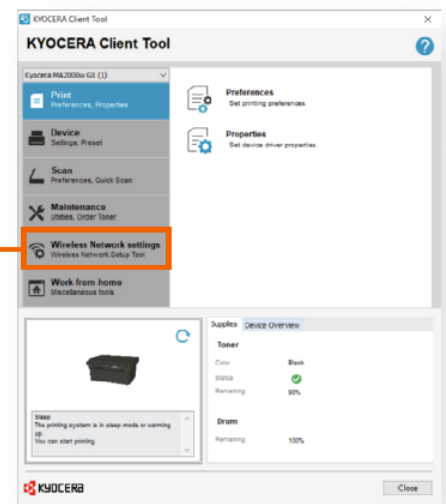 KYOCERA Client Tool
KYOCERA Client Tool
?
Kyocera MA2000w GX (1)
Print
Preferences, Properties
Device
Settings, Preset
Scan
Preferences, Quick Scan
Maintenance
Utilities, Order Toner
Wireless Network settings
Wireless Network Setup Tool
Work-from-home
Miscellaneous tools
Preferences
Set printing preferences.
Properties
Set device driver properties.
Sleep
The printing system is in sleep mode or warming
up.
You can start printing.
Supplies
Device Overview
Toner
Color
Black
Status
Remaining
90%
Drum
Remaining
100%
KYOCERA
Close